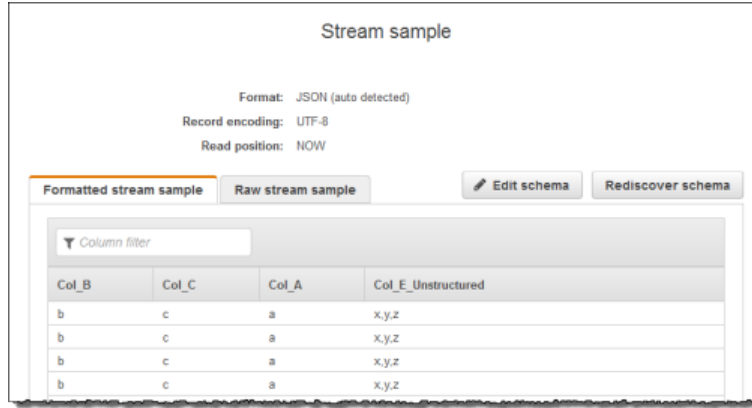 Stream sample
Format: JSON (auto detected)
Record encoding: UTF-8
Read position: NOW
Formatted stream sample Raw stream sample Edit schema Rediscover schema
Column filter
Col_B Col_C Col_A Col_E_Unstructured
b c a x,y,z
b c a x,y,z
b c a x,y,z
b c a x,y,z